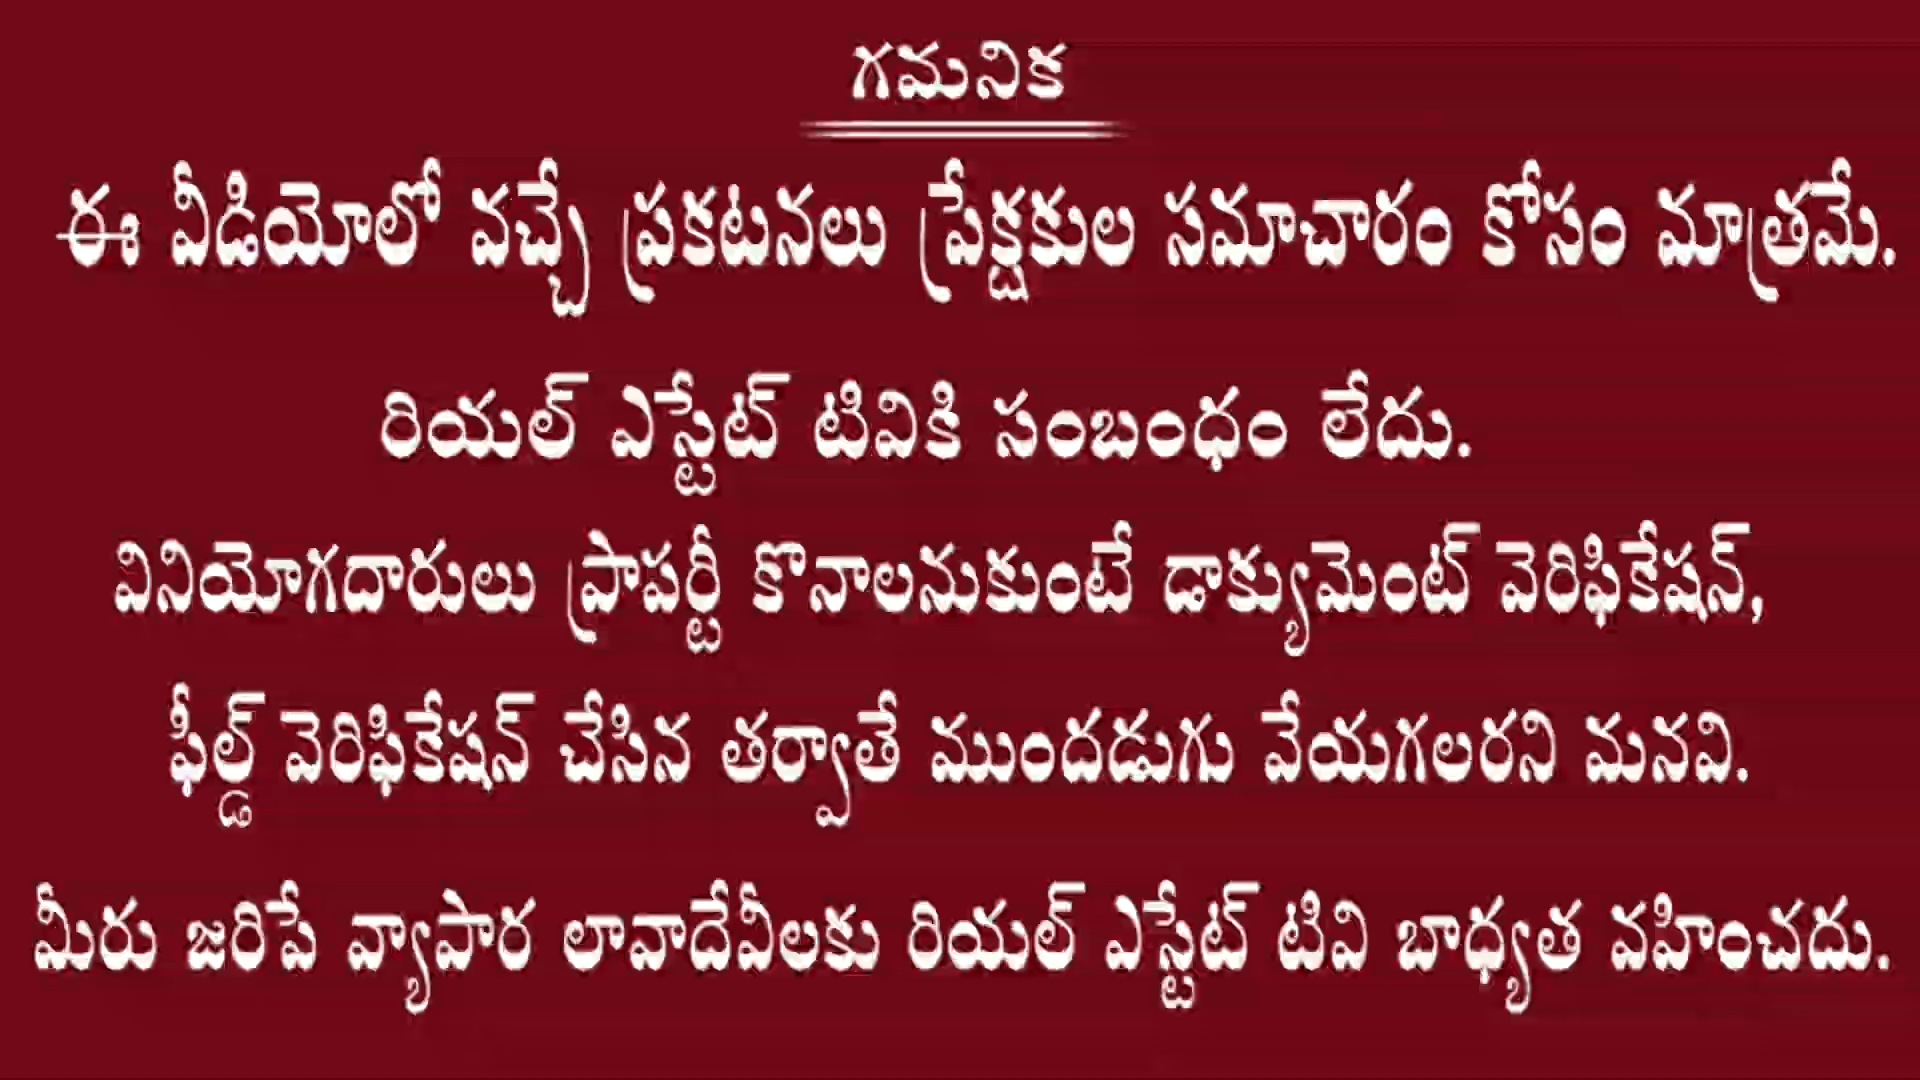 గమనిక
ఈ వీడియోలో వచ్చే ప్రకటనలు ప్రేక్షకుల సమాచారం కోసం మాత్రమే.
రియల్ ఎస్టేట్ టివికి సంబంధం లేదు.
వినియోగదారులు ప్రాపర్టీ కొనాలనుకుంటే డాక్యుమెంట్ వెరిఫికేషన్,
ఫీల్డ్ వెరిఫికేషన్ చేసిన తర్వాతే ముందడుగు వేయగలరని మనవి.
మీరు జరిపే వ్యాపార లావాదేవీలకు రియల్ ఎస్టేట్ టివి బాధ్యత వహించదు.